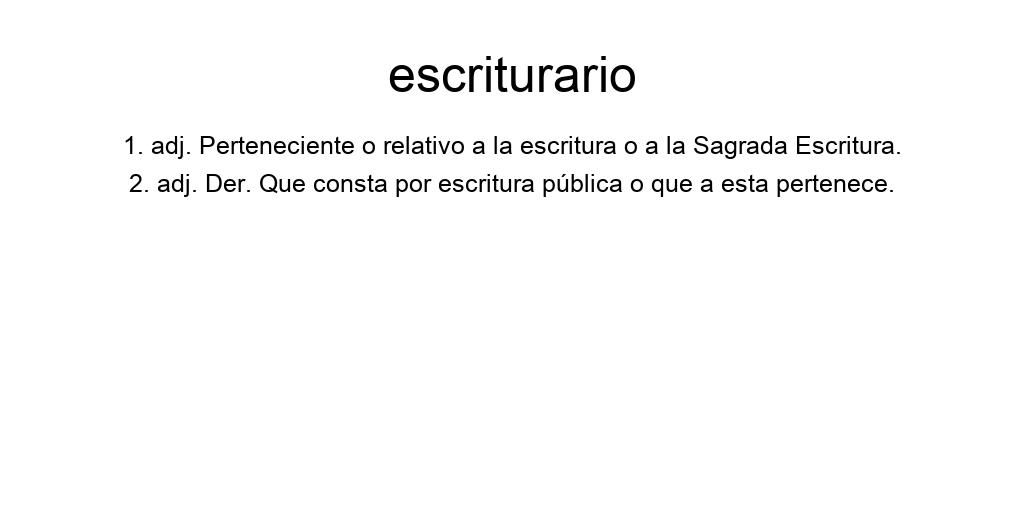 escriturario
1. adj. Perteneciente o relativo a la escritura o a la Sagrada Escritura.
2. adj. Der. Que consta por escritura pública o que a esta pertenece.